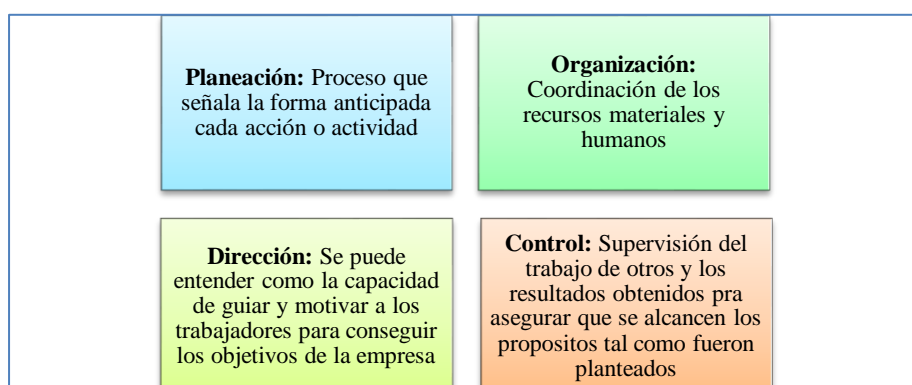 Planeación: Proceso que
señala la forma anticipada
cada acción o actividad
Organización:
Coordinación de los
recursos materiales y
humanos
Dirección: Se puede
entender como la capacidad
de guiar y motivar a los
trabajadores para conseguir
los objetivos de la empresa
Control: Supervisión del
trabajo de otros y los
resultados obtenidos pra
asegurar que se alcancen los
propositos tal como fueron
planteados